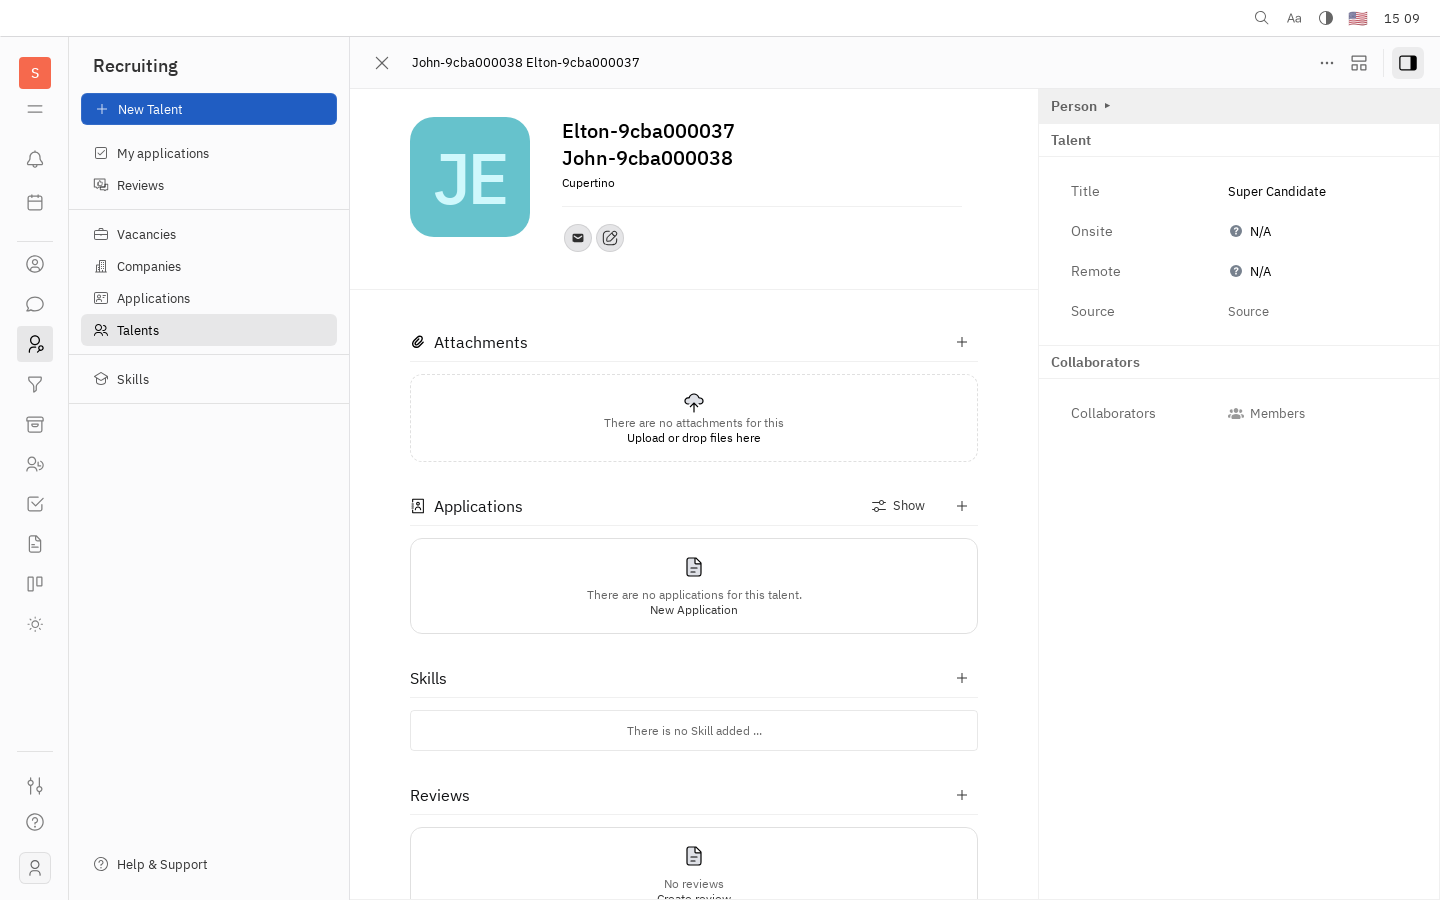 Aa
15 09
S
Recruiting
New Talent
My applications
Reviews
Vacancies
Companies
Applications
Talents
Skills
Help & Support
John-9cba000038 Elton-9cba000037
JE
Elton-9cba000037
John-9cba000038
Cupertino
Attachments
There are no attachments for this
Upload or drop files here
Applications
Show
There are no applications for this talent.
New Application
Skills
There is no Skill added ...
Reviews
No reviews
Create review
Person
Talent
Title Super Candidate
Onsite N/A
Remote N/A
Source Source
Collaborators
Collaborators Members